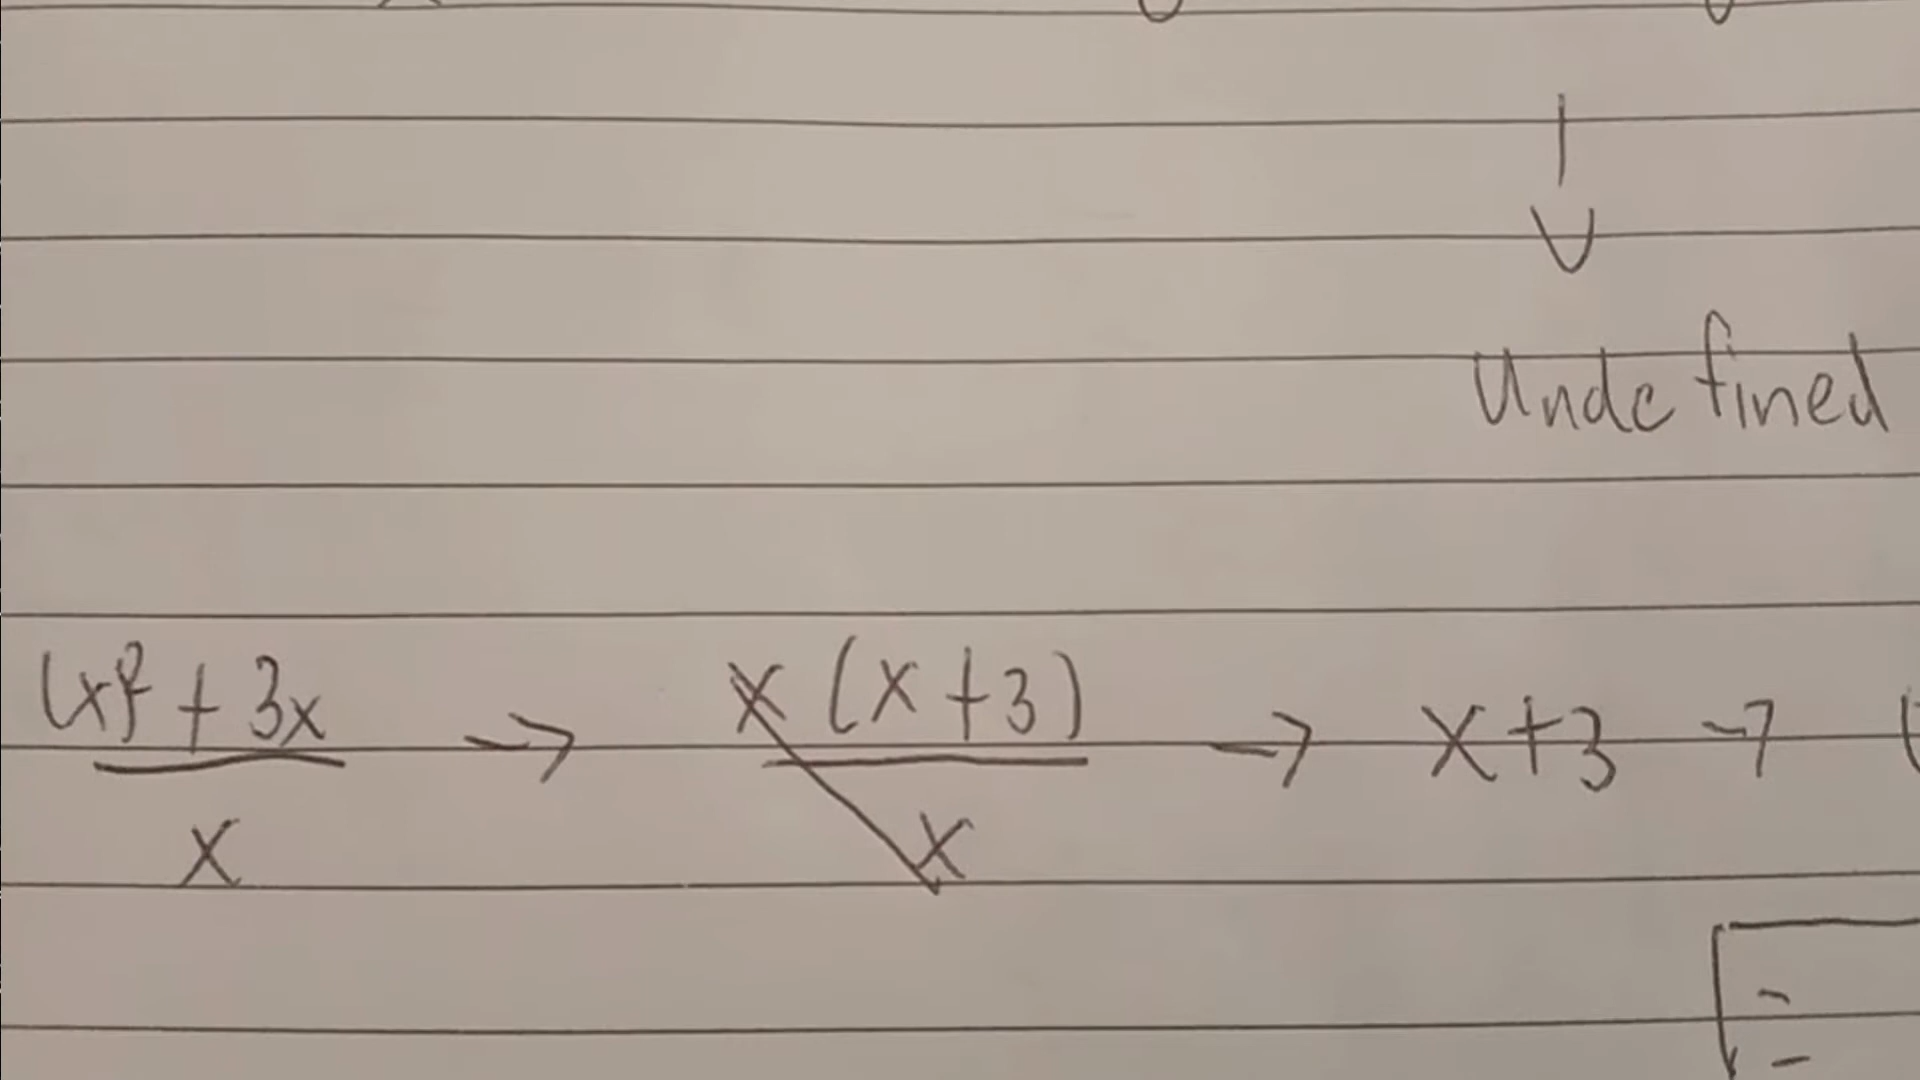 Undefined
(x)² + 3x / x → x (x+3) / x → x+3 → (
=